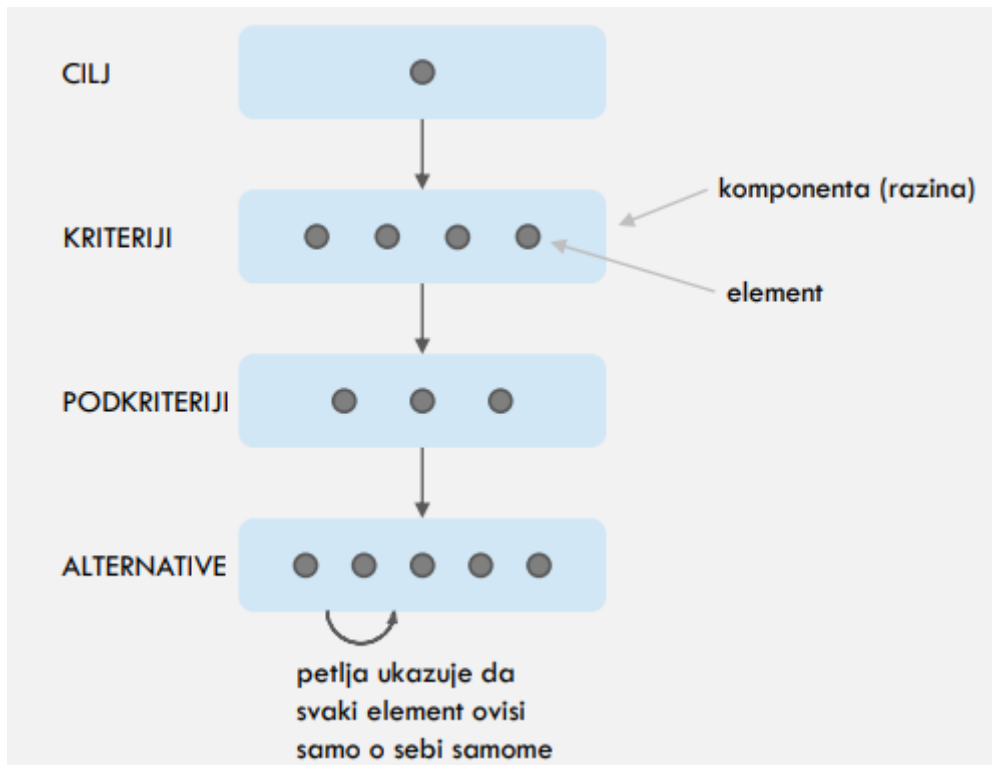 CILJ
KRITERIJI
komponenta (razina)
element
PODKRITERIJI
ALTERNATIVE
petlja ukazuje da
svaki element ovisi
samo o sebi samome